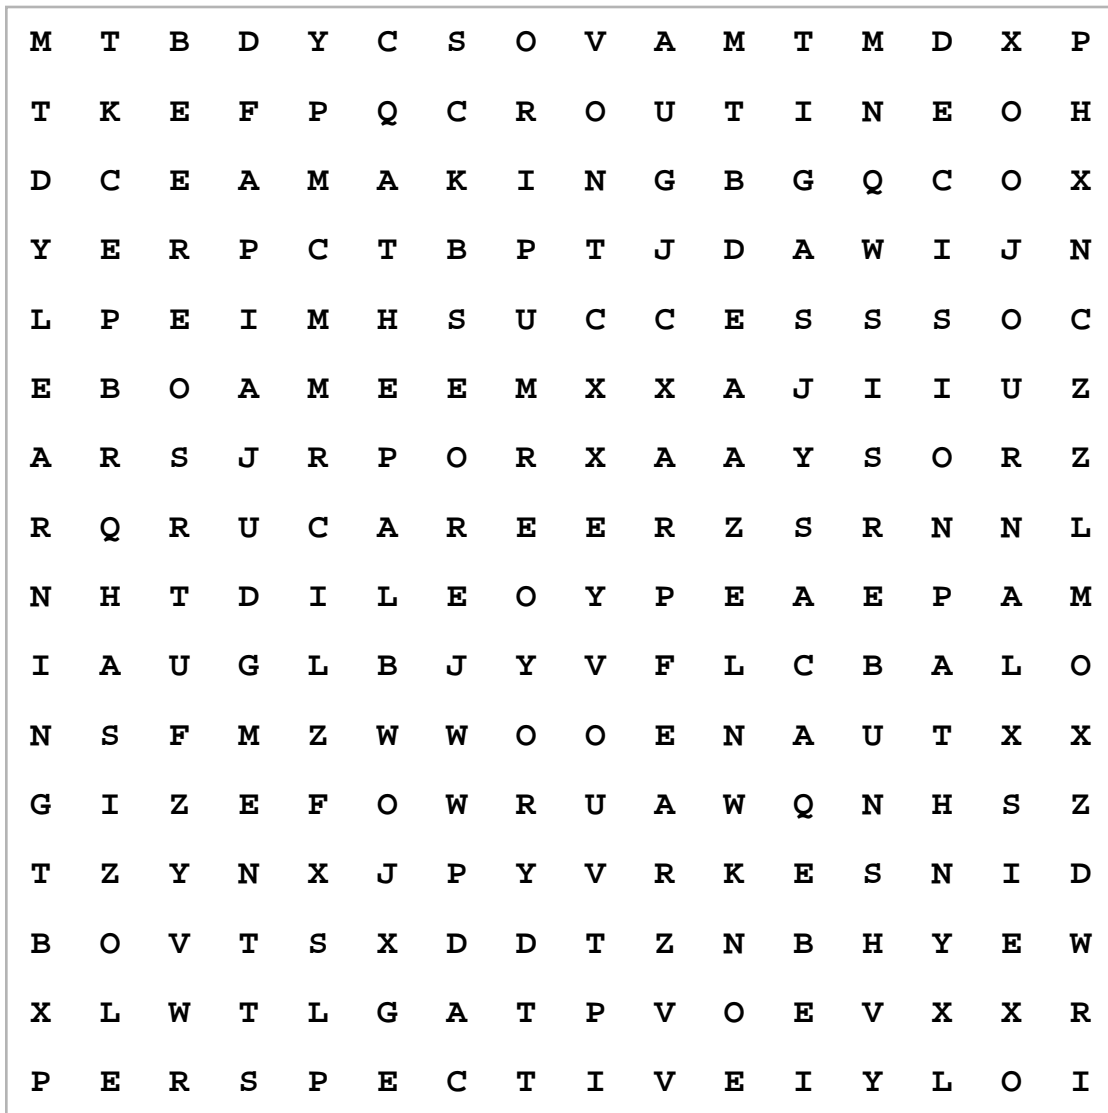 M T B D Y C S O V A M T M D X P
T K E F P Q C R O U T I N E O H
D C E A M A K I N G B G Q C O X
Y E R P C T B P T J D A W I J N
L P E I M H S U C C E S S S O C
E B O A M E E M X X A J I I U Z
A R S J R P O R X A A Y S O R Z
R Q R U C A R E E R Z S R N N L
N H T D I L E O Y P E A E P A M
I A U G L B J Y V F L C B A L O
N S F M Z W W O O E N A U T X X
G I Z E F O W R U A W Q N H S Z
T Z Y N X J P Y V R K E S N I D
B O V T S X D D T Z N B H Y E W
X L W T L G A T P V O E V X X R
P E R S P E C T I V E I Y L O I